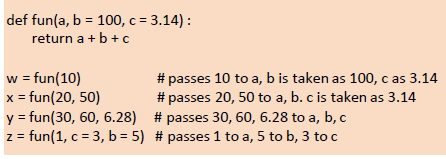 def fun(a, b = 100, c = 3.14) :
return a + b + c
w = fun(10) # passes 10 to a, b is taken as 100, c as 3.14
x = fun(20, 50) # passes 20, 50 to a, b. c is taken as 3.14
y = fun(30, 60, 6.28) # passes 30, 60, 6.28 to a, b, c
z = fun(1, c = 3, b = 5) # passes 1 to a, 5 to b, 3 to c